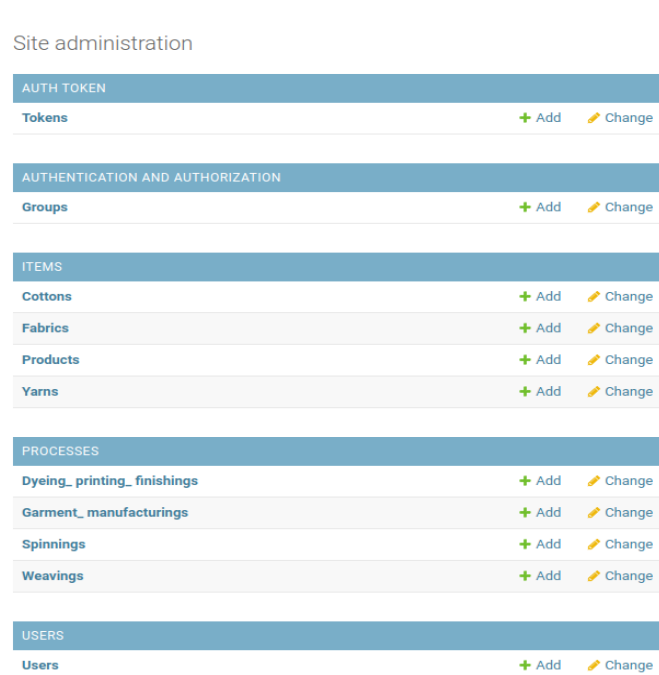 Site administration
AUTH TOKEN
Tokens Add Change
AUTHENTICATION AND AUTHORIZATION
Groups Add Change
ITEMS
Cottons Add Change
Fabrics Add Change
Products Add Change
Yarns Add Change
PROCESSES
Dyeing_ printing_ finishings Add Change
Garment_ manufacturings Add Change
Spinnings Add Change
Weavings Add Change
USERS
Users Add Change